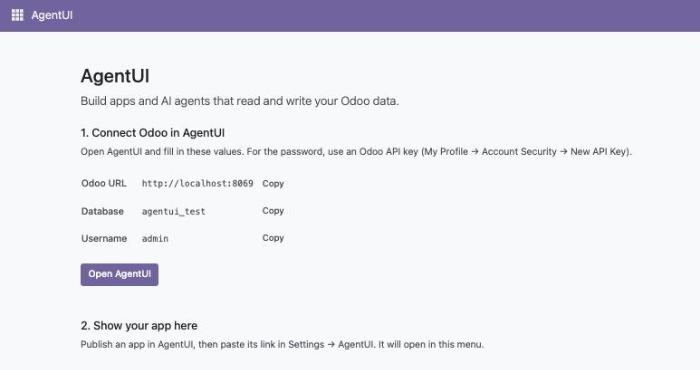 AgentUI
AgentUI
Build apps and AI agents that read and write your Odoo data.
1. Connect Odoo in AgentUI
Open AgentUI and fill in these values. For the password, use an Odoo API key (My Profile → Account Security → New API Key).
Odoo URL http://localhost:8069 Copy
Database agentui_test Copy
Username admin Copy
Open AgentUI
2. Show your app here
Publish an app in AgentUI, then paste its link in Settings → AgentUI. It will open in this menu.